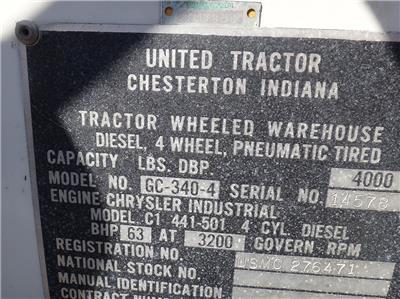 UNITED TRACTOR
CHESTERTON INDIANA
TRACTOR WHEELED WAREHOUSE
DIESEL, 4 WHEEL, PNEUMATIC TIRED
CAPACITY LBS. DBP. 4000
MODEL NO. GC-340-4 SERIAL NO. 14578
ENGINE CHRYSLER INDUSTRIAL
MODEL C1 441-501 4 CYL DIESEL
BHP 63 AT 3200 GOVERN RPM
REGISTRATION NO. USMC 276471
NATIONAL STOCK NO.
MANUAL IDENTIFICATION
CONTRACT